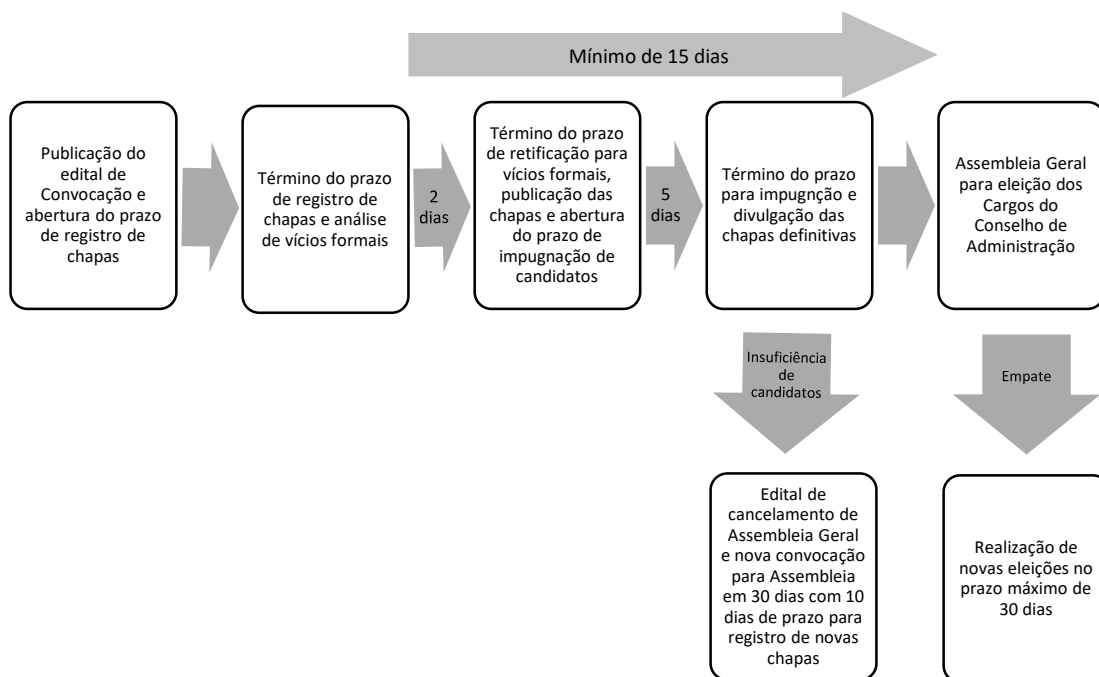 Mínimo de 15 dias
Publicação do
edital de
Convocação e
abertura do prazo
de registro de
chapas
Término do prazo
de registro de
chapas e análise
de vícios formais
2
dias
Término do prazo
de retificação para
vícios formais,
publicação das
chapas e abertura
do prazo de
impugnação de
candidatos
5
dias
Término do prazo
para impugnção e
divulgação das
chapas definitivas
Assembleia Geral
para eleição dos
Cargos do
Conselho de
Administração
Insuficiência
de
candidatos
Empate
Edital de
cancelamento de
Assembleia Geral
e nova convocação
para Assembleia
em 30 dias com 10
dias de prazo para
registro de novas
chapas
Realização de
novas eleições no
prazo máximo de
30 dias